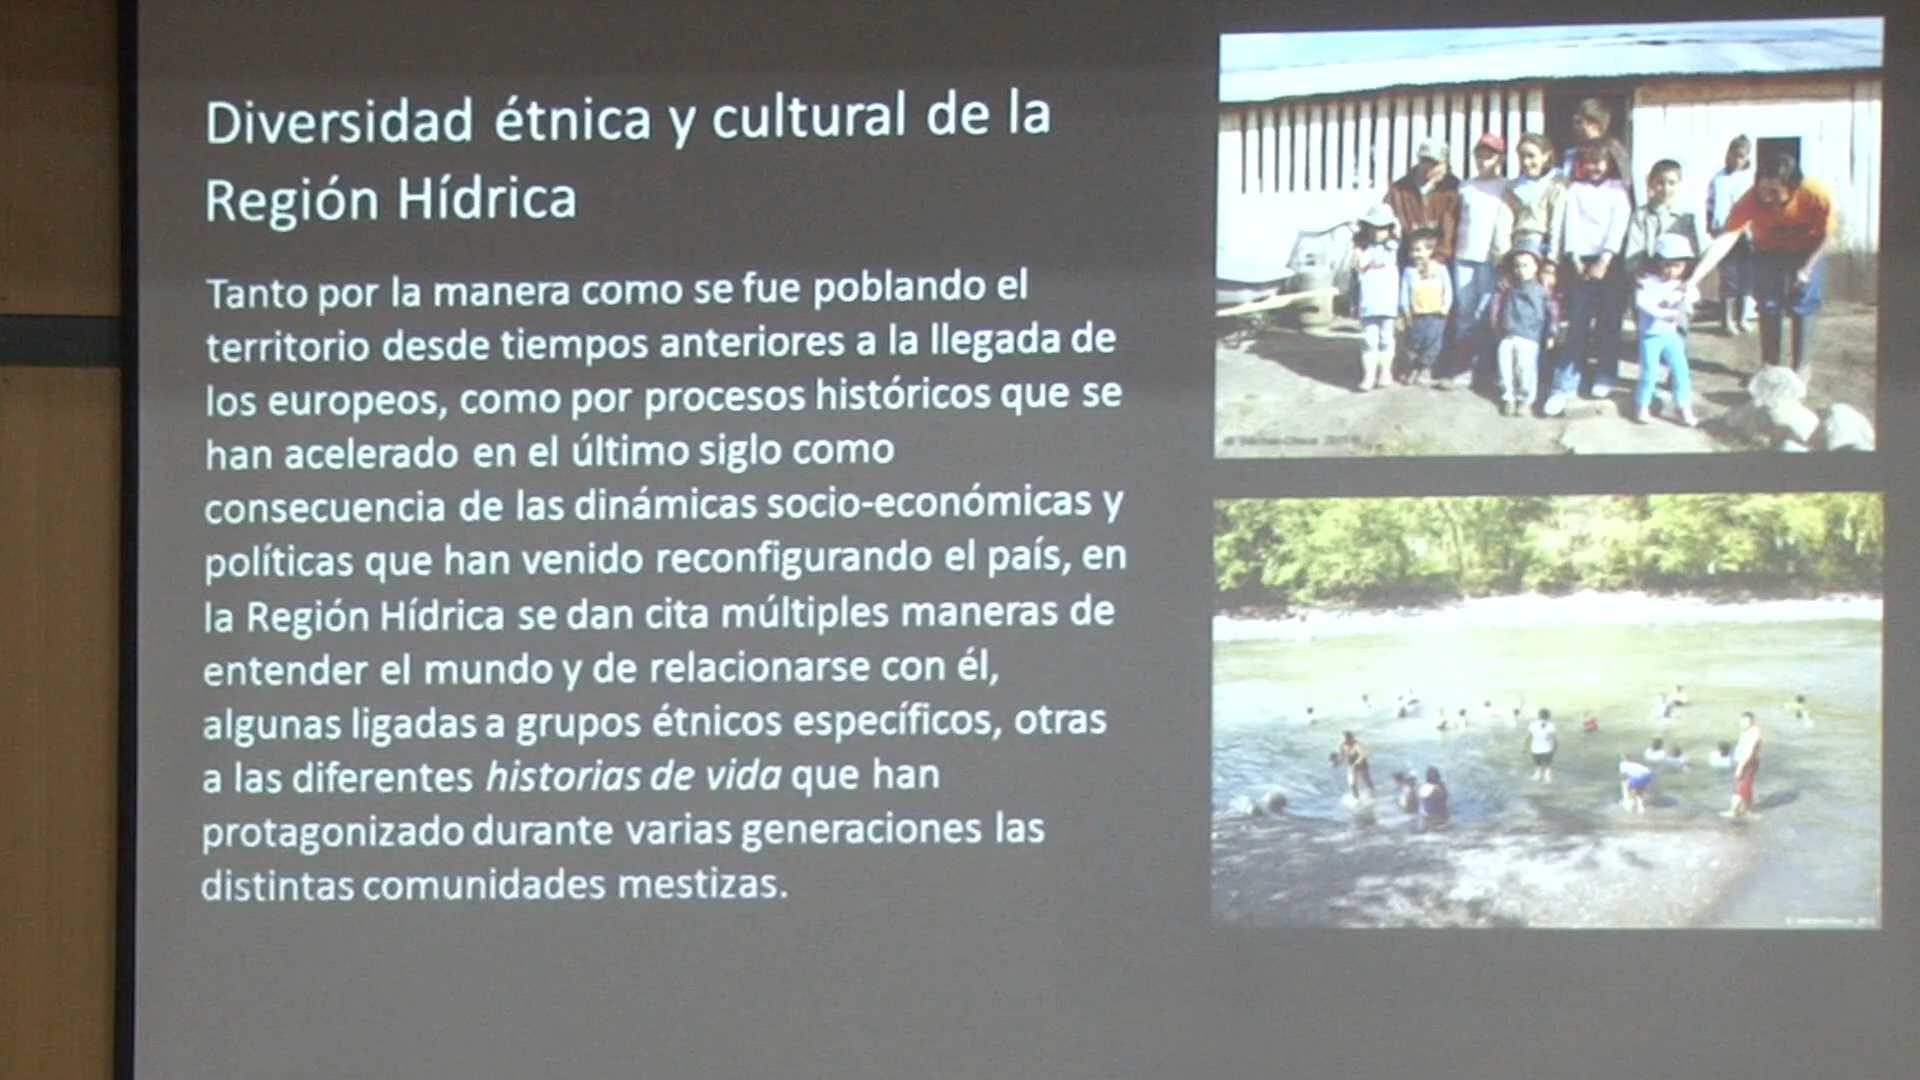 Diversidad étnica y cultural de la
Región Hídrica
Tanto por la manera como se fue poblando el
territorio desde tiempos anteriores a la llegada de
los europeos, como por procesos históricos que se
han acelerado en el último siglo como
consecuencia de las dinámicas socio-económicas y
políticas que han venido reconfigurando el país, en
la Región Hídrica se dan cita múltiples maneras de
entender el mundo y de relacionarse con él,
algunas ligadas a grupos étnicos específicos, otras
a las diferentes historias de vida que han
protagonizado durante varias generaciones las
distintas comunidades mestizas.